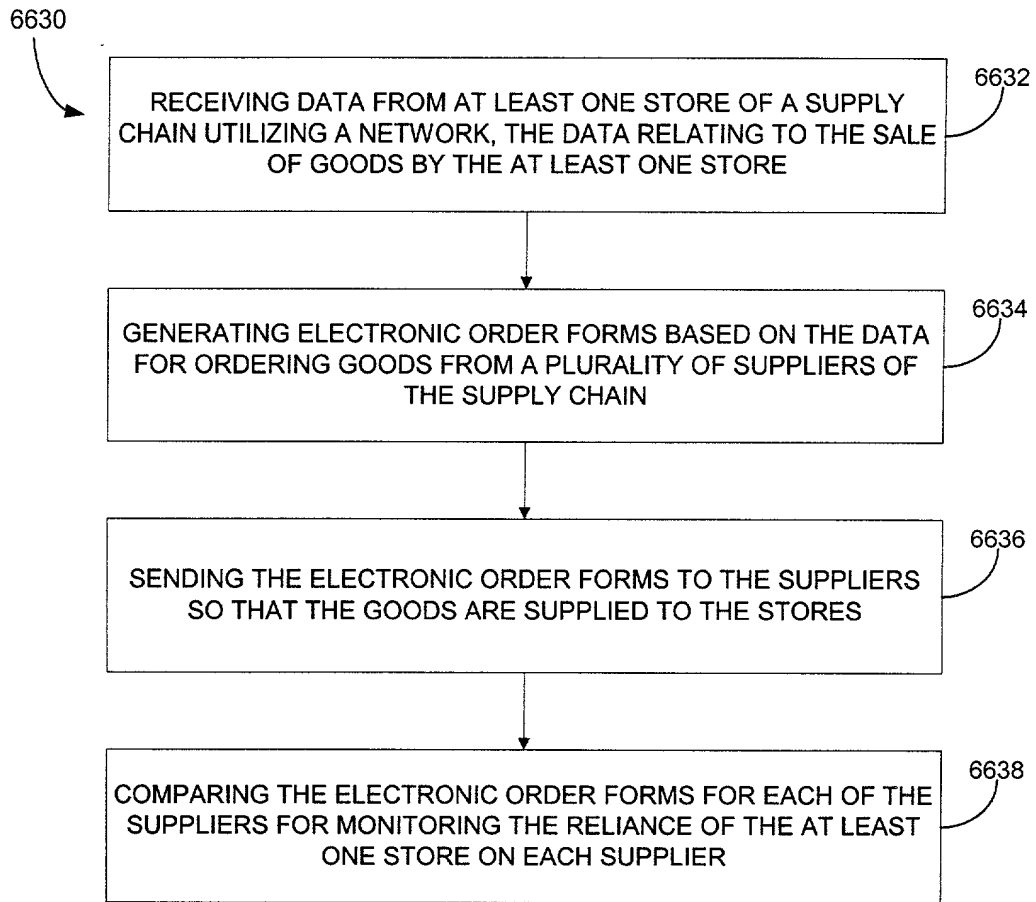 6630
6632
RECEIVING DATA FROM AT LEAST ONE STORE OF A SUPPLY
CHAIN UTILIZING A NETWORK, THE DATA RELATING TO THE SALE
OF GOODS BY THE AT LEAST ONE STORE
6634
GENERATING ELECTRONIC ORDER FORMS BASED ON THE DATA
FOR ORDERING GOODS FROM A PLURALITY OF SUPPLIERS OF
THE SUPPLY CHAIN
6636
SENDING THE ELECTRONIC ORDER FORMS TO THE SUPPLIERS
SO THAT THE GOODS ARE SUPPLIED TO THE STORES
6638
COMPARING THE ELECTRONIC ORDER FORMS FOR EACH OF THE
SUPPLIERS FOR MONITORING THE RELIANCE OF THE AT LEAST
ONE STORE ON EACH SUPPLIER